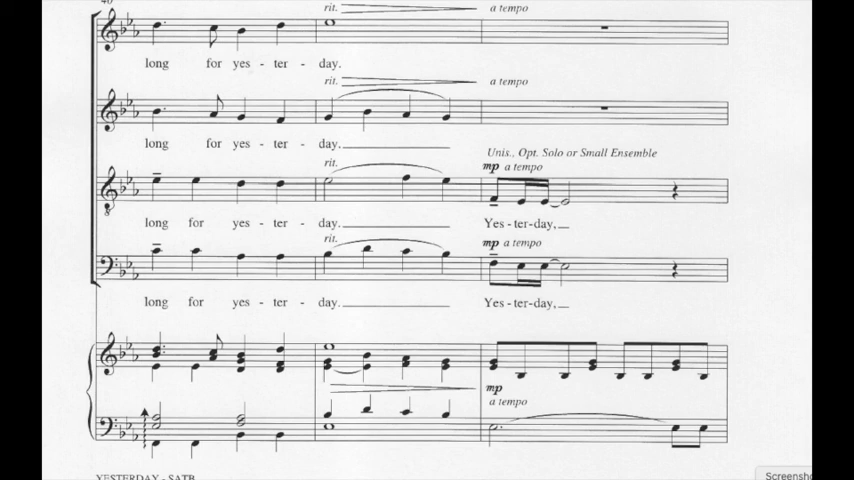 40
rit. a tempo
long for yes - ter - day.
rit. a tempo
long for yes - ter - day.
Unis., Opt. Solo or Small Ensemble
rit. mp a tempo
long for yes - ter - day. Yes - ter - day,
rit. mp a tempo
long for yes - ter - day. Yes - ter - day,
mp
a tempo
YESTERDAY - SATB